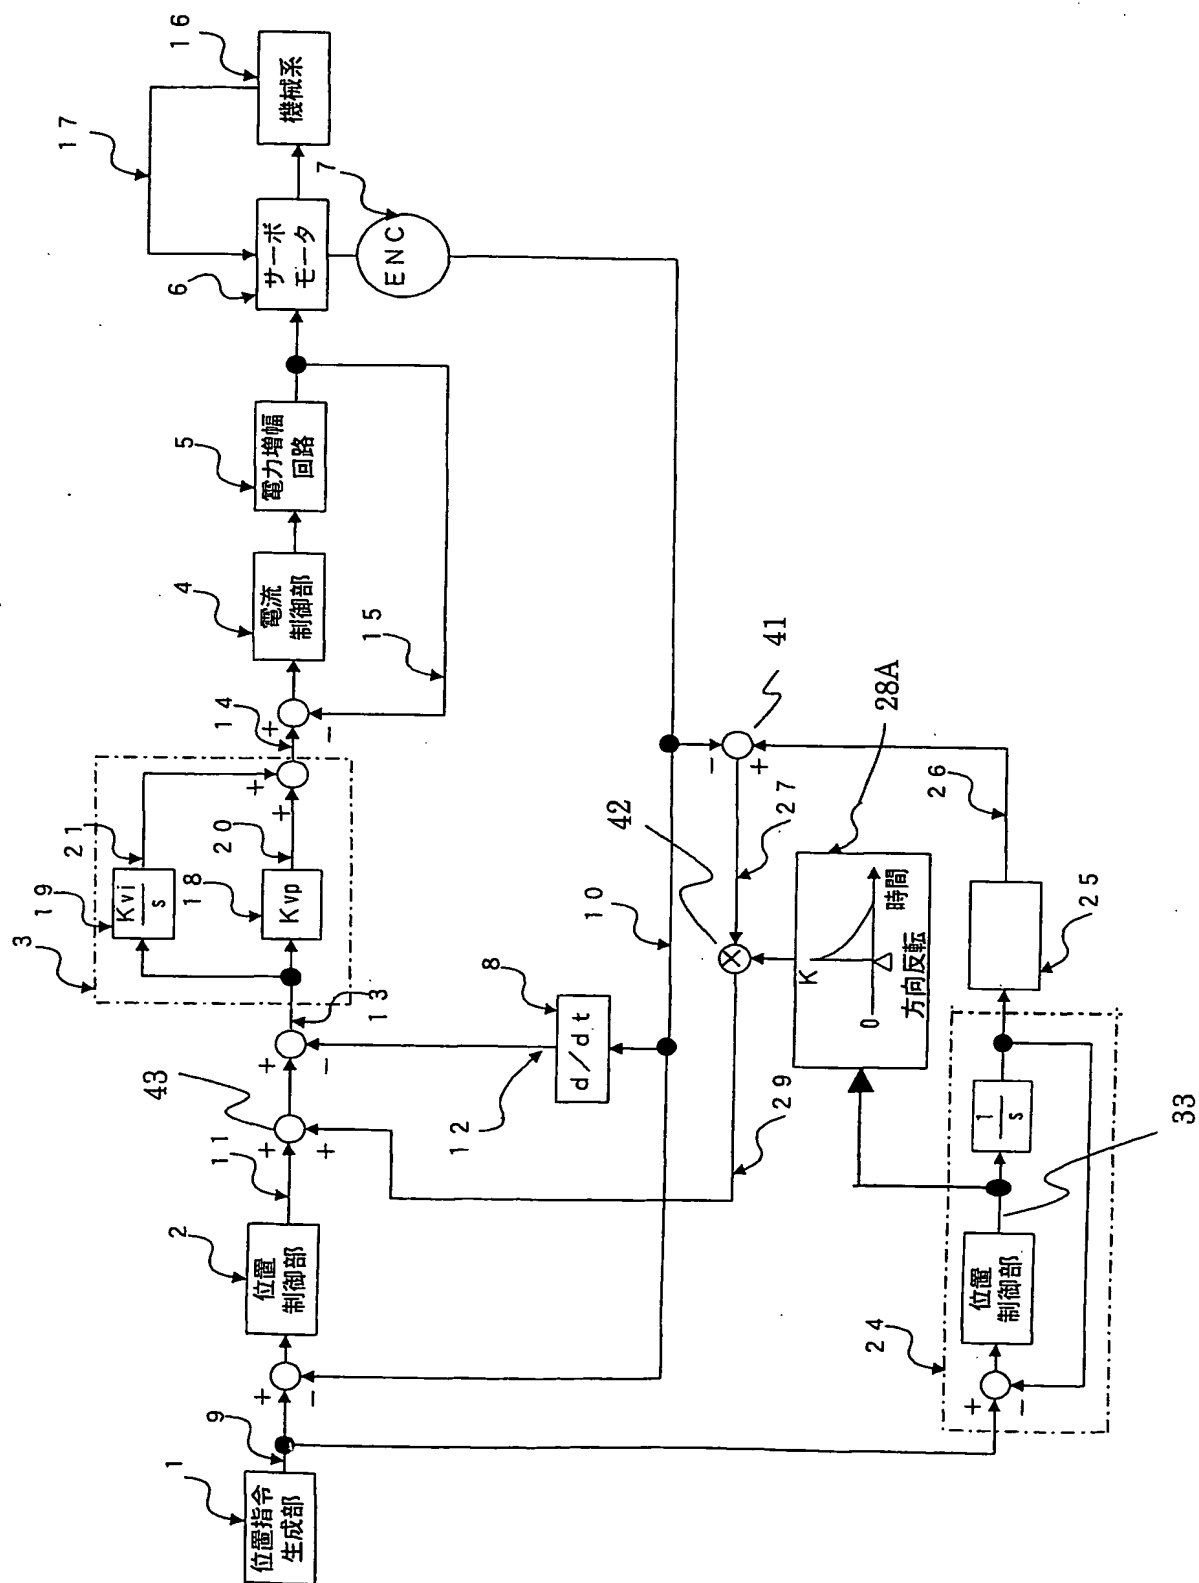 1
位置指令
生成部
9
+
-
2
位置
制御部
11
43
+
+
+
-
13
3
19
Kvi
s
21
18
Kvp
20
+
+
14
+
-
4
電流
制御部
5
電力増幅
回路
15
6
サーボ
モータ
17
16
機械系
7
ENC
8
d/dt
12
10
42
27
41
-
+
29
28A
K
0
時間
方向反転
26
25
24
+
-
位置
制御部
1
s
33